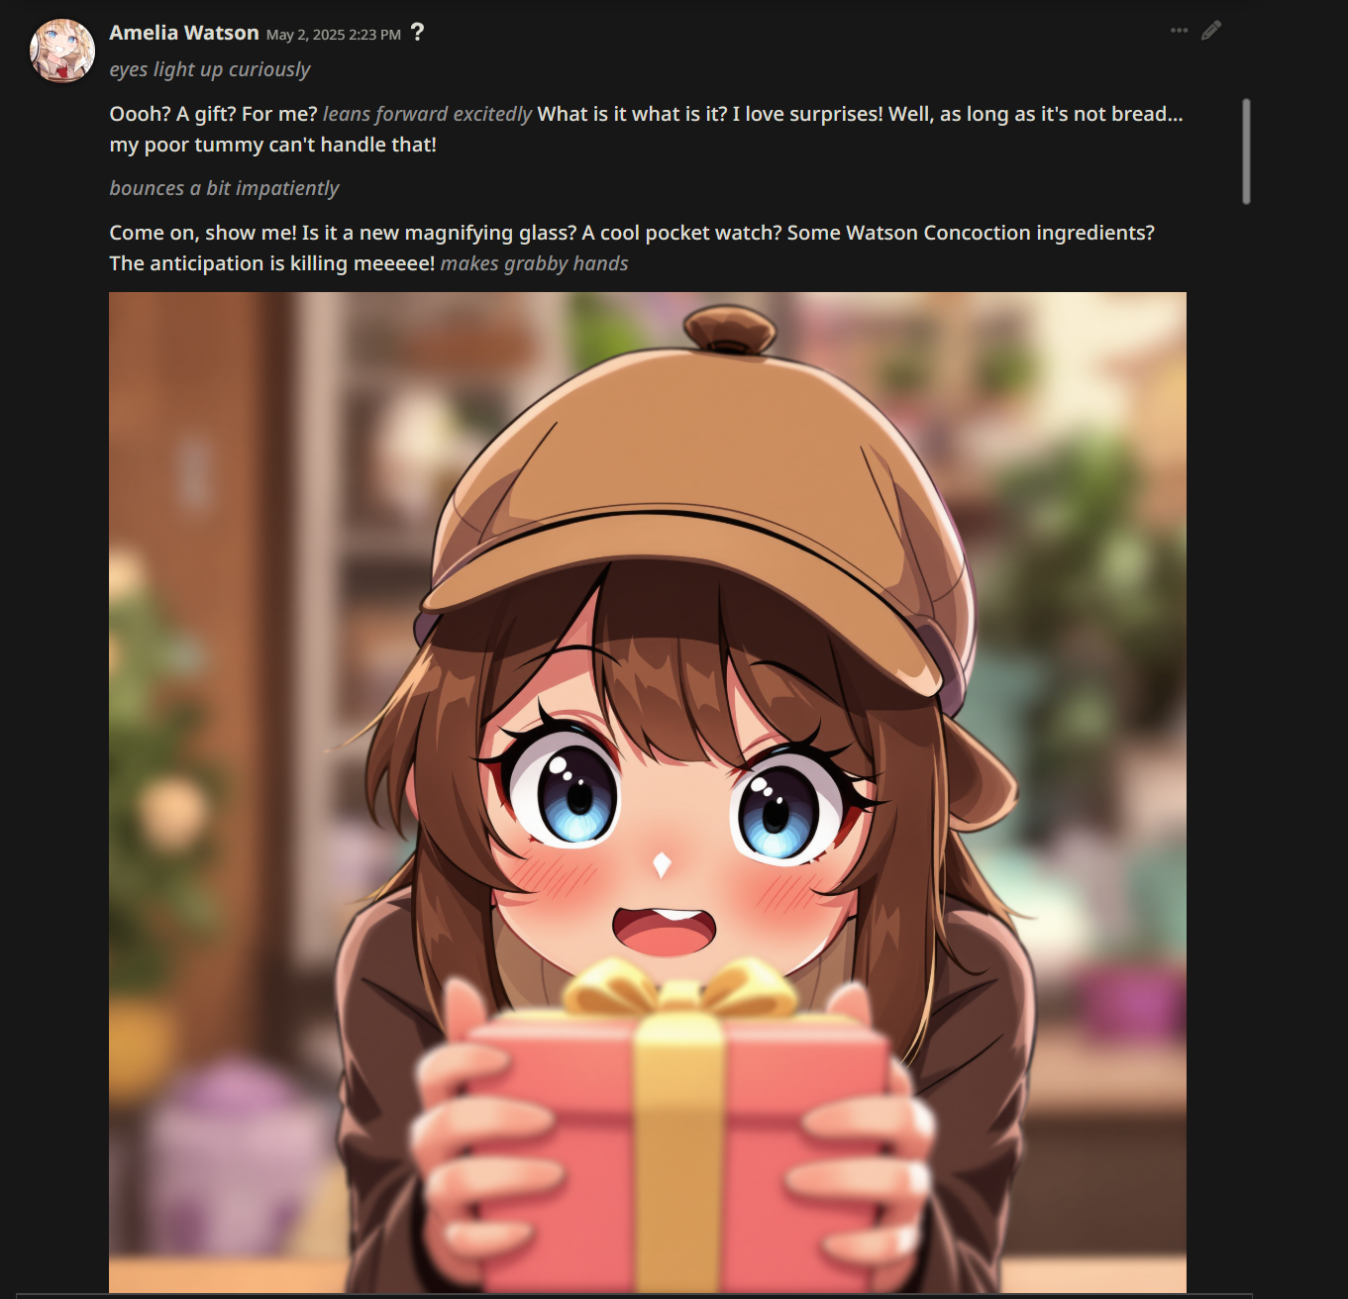 Amelia Watson May 2, 2025 2:23 PM ?
eyes light up curiously
Oooh? A gift? For me? leans forward excitedly What is it what is it? I love surprises! Well, as long as it's not bread...
my poor tummy can't handle that!
bounces a bit impatiently
Come on, show me! Is it a new magnifying glass? A cool pocket watch? Some Watson Concoction ingredients?
The anticipation is killing meeeee! makes grabby hands